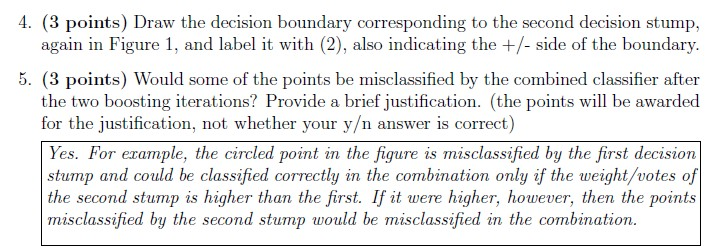 4. (3 points) Draw the decision boundary corresponding to the second decision stump,
again in Figure 1, and label it with (2), also indicating the +/- side of the boundary.
5. (3 points) Would some of the points be misclassified by the combined classifier after
the two boosting iterations? Provide a brief justification. (the points will be awarded
for the justification, not whether your y/n answer is correct)
Yes. For example, the circled point in the figure is misclassified by the first decision
stump and could be classified correctly in the combination only if the weight/votes of
the second stump is higher than the first. If it were higher, however, then the points
misclassified by the second stump would be misclassified in the combination.